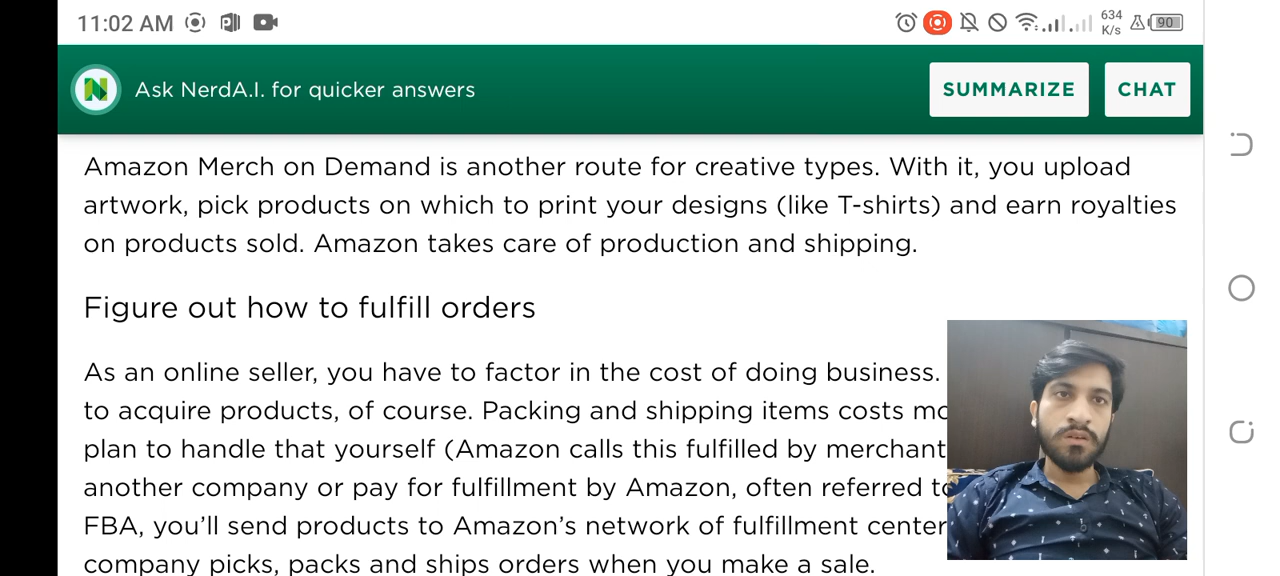 11:02 AM
634
K/s
90
Ask NerdA.I. for quicker answers
SUMMARIZE
CHAT
Amazon Merch on Demand is another route for creative types. With it, you upload
artwork, pick products on which to print your designs (like T-shirts) and earn royalties
on products sold. Amazon takes care of production and shipping.
Figure out how to fulfill orders
As an online seller, you have to factor in the cost of doing business.
to acquire products, of course. Packing and shipping items costs
plan to handle that yourself (Amazon calls this fulfilled by merchant
another company or pay for fulfillment by Amazon, often referred
FBA, you’ll send products to Amazon’s network of fulfillment center
company picks, packs and ships orders when you make a sale.